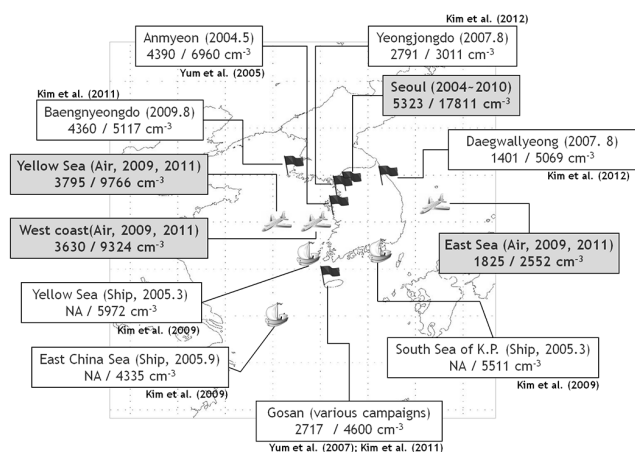 Kim et al. (2012)
Anmyeon (2004.5)
4390 / 6960 cm-3
Yum et al. (2005)
Yeongjongdo (2007.8)
2791 / 3011 cm-3
Kim et al. (2011)
Baengnyeongdo (2009.8)
4360 / 5117 cm-3
Seoul (2004~2010)
5323 / 17811 cm-3
Daegwallyeong (2007. 8)
1401 / 5069 cm-3
Kim et al. (2012)
Yellow Sea (Air, 2009, 2011)
3795 / 9766 cm-3
West coast(Air, 2009, 2011)
3630 / 9324 cm-3
East Sea (Air, 2009, 2011)
1825 / 2552 cm-3
Yellow Sea (Ship, 2005.3)
NA / 5972 cm-3
Kim et al. (2009)
East China Sea (Ship, 2005.9)
NA / 4335 cm-3
Kim et al. (2009)
South Sea of K.P. (Ship, 2005.3)
NA / 5511 cm-3
Kim et al. (2009)
Gosan (various campaigns)
2717 / 4600 cm-3
Yum et al. (2007); Kim et al. (2011)